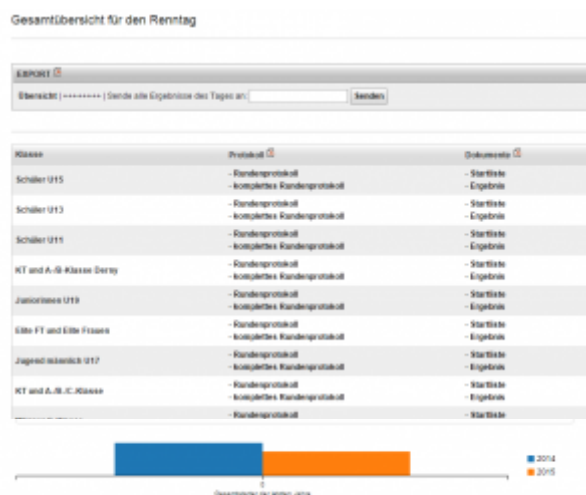 Gesamtübersicht für den Renntag
EXPORT
Übersicht | ******** | Sende alle Ergebnisse des Tages an: Senden
Klasse Protokoll Dokumente
Schüler U15 - Rundenprotokoll - Startliste
- komplettes Rundenprotokoll - Ergebnis
Schüler U13 - Rundenprotokoll - Startliste
- komplettes Rundenprotokoll - Ergebnis
Schüler U11 - Rundenprotokoll - Startliste
- komplettes Rundenprotokoll - Ergebnis
KT und A-/B-Klasse Derny - Rundenprotokoll - Startliste
- komplettes Rundenprotokoll - Ergebnis
Juniorinnen U19 - Rundenprotokoll - Startliste
- komplettes Rundenprotokoll - Ergebnis
Elite FT und Elite Frauen - Rundenprotokoll - Startliste
- komplettes Rundenprotokoll - Ergebnis
Jugend männlich U17 - Rundenprotokoll - Startliste
- komplettes Rundenprotokoll - Ergebnis
KT und A-/B-/C-Klasse - Rundenprotokoll - Startliste
- komplettes Rundenprotokoll - Ergebnis
- Rundenprotokoll - Startliste
2014
2015
0